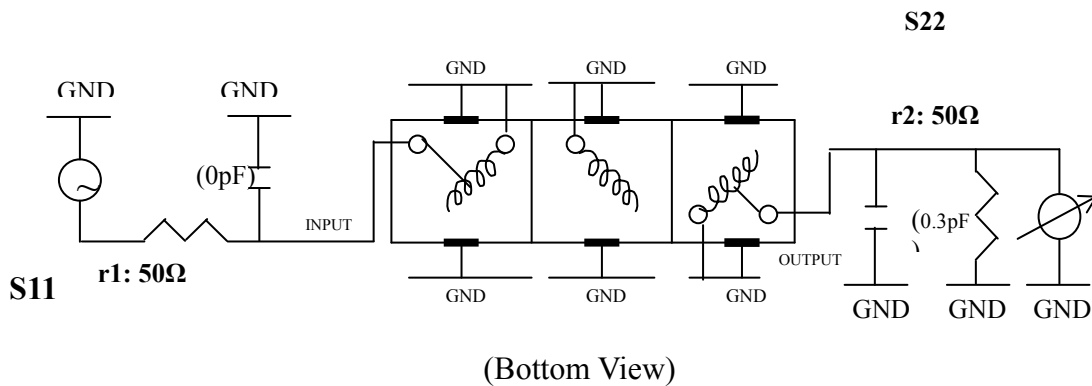 S22
GND
GND
GND
GND
GND
r2: 50Ω
(0pF)
(0.3pF
)
INPUT
OUTPUT
r1: 50Ω
S11
GND
GND
GND
GND
GND
GND
(Bottom View)